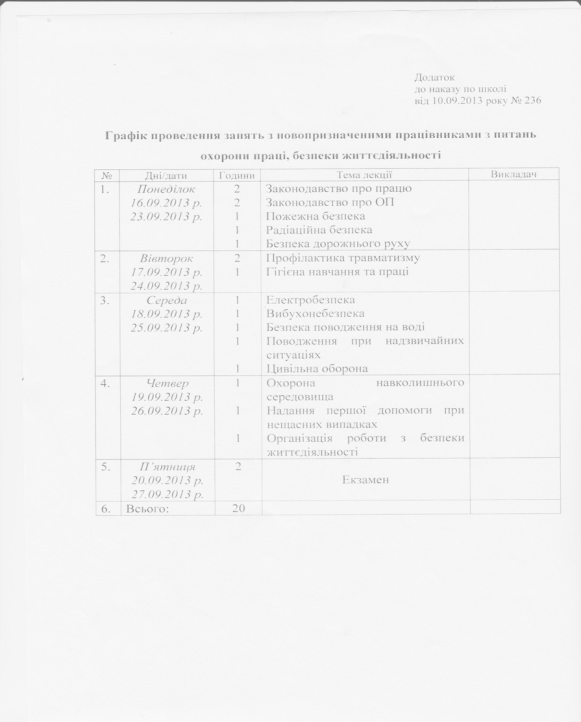 Додаток
до наказу по школі
від 10.09.2013 року № 236
Графік проведення занять з новопризначеними працівниками з питань
охорони праці, безпеки життєдіяльності
№ Дні/дати Години Тема лекції Викладач
1. Понеділок 2 Законодавство про працю
16.09.2013 р. 2 Законодавство про ОП
23.09.2013 р. 1 Пожежна безпека
1 Радіаційна безпека
1 Безпека дорожнього руху
2. Вівторок 2 Профілактика травматизму
17.09.2013 р. 1 Гігієна навчання та праці
24.09.2013 р.
3. Середа 1 Електробезпека
18.09.2013 р. 1 Вибухонебезпека
25.09.2013 р. 1 Безпека поводження на воді
1 Поводження при надзвичайних
ситуаціях
1 Цивільна оборона
4. Четвер 1 Охорона навколишнього
19.09.2013 р. середовища
26.09.2013 р. 1 Надання першої допомоги при
нещасних випадках
1 Організація роботи з безпеки
життєдіяльності
5. П'ятниця 2
20.09.2013 р. Екзамен
27.09.2013 р.
6. Всього: 20